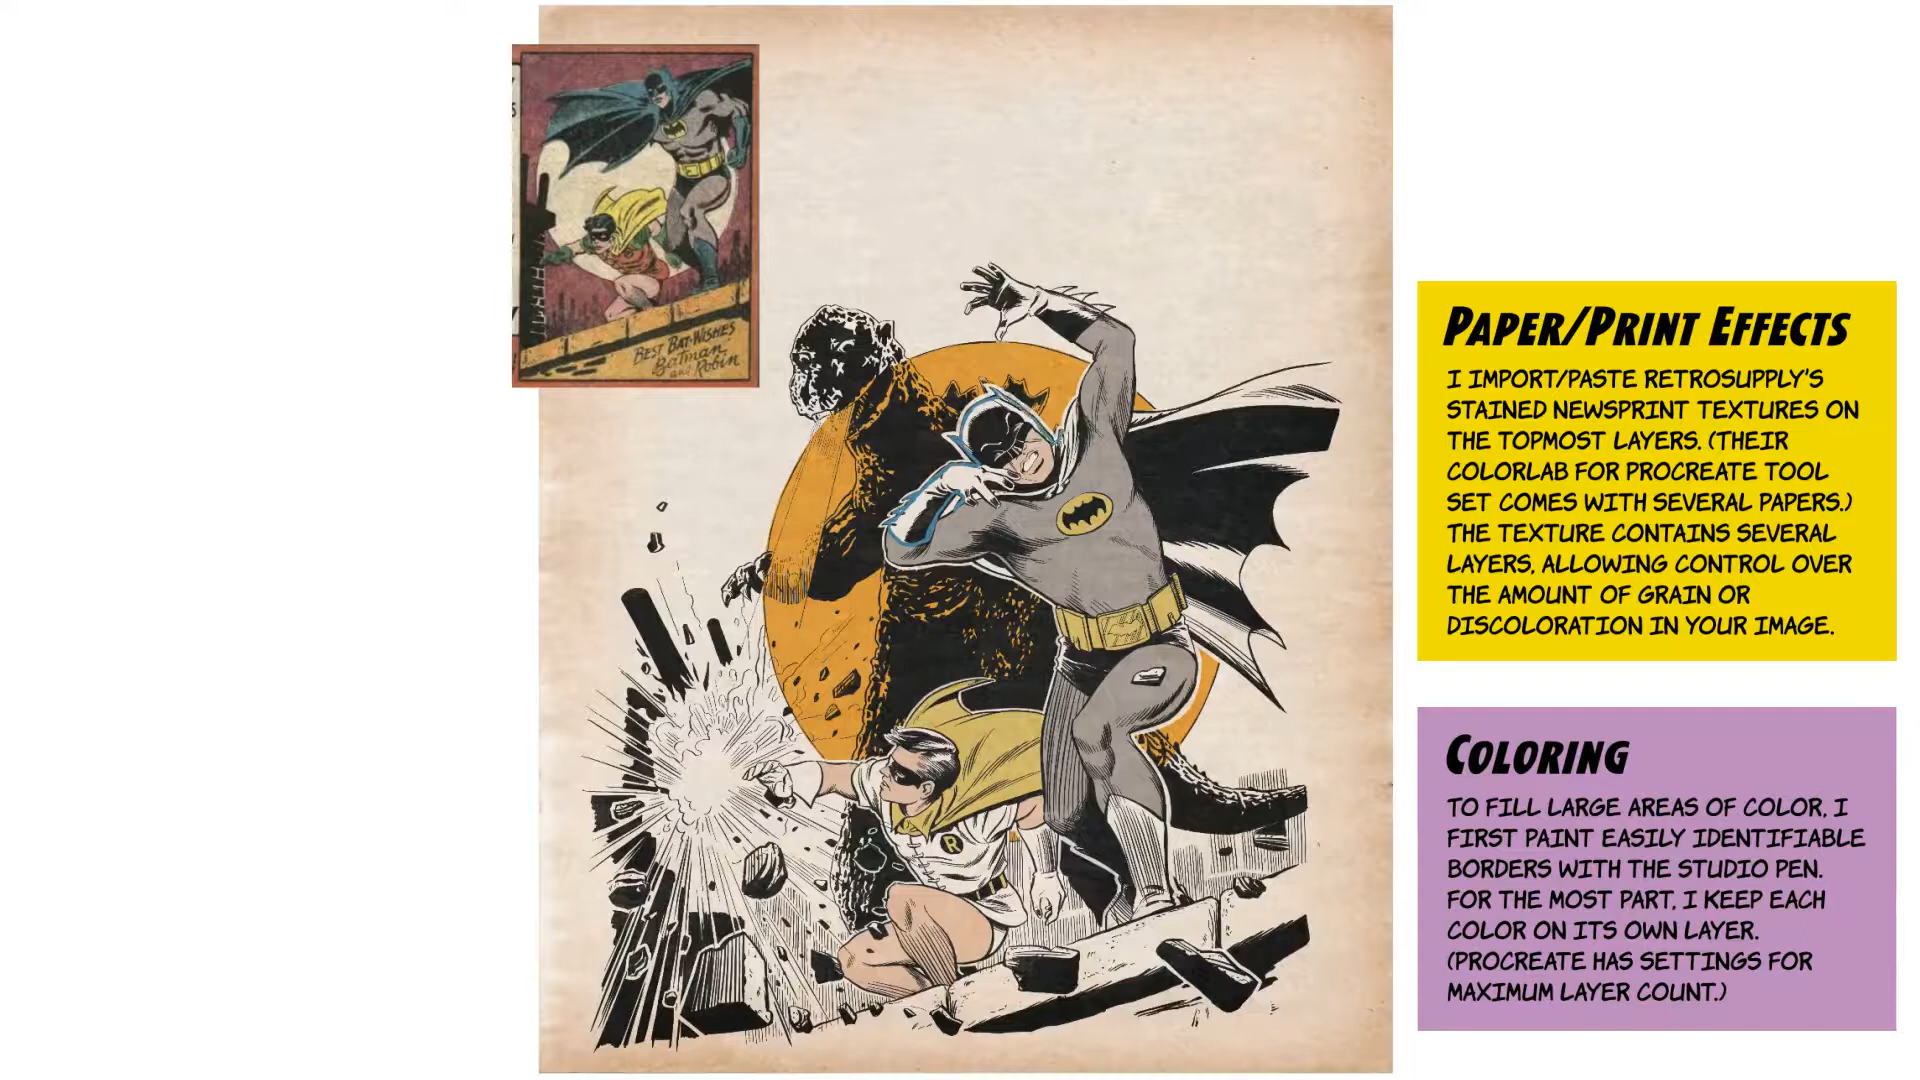 BEST BAT-WISHES
Batman
and Robin
R
PAPER/PRINT EFFECTS
I IMPORT/PASTE RETROSUPPLY'S
STAINED NEWSPRINT TEXTURES ON
THE TOPMOST LAYERS. (THEIR
COLORLAB FOR PROCREATE TOOL
SET COMES WITH SEVERAL PAPERS.)
THE TEXTURE CONTAINS SEVERAL
LAYERS, ALLOWING CONTROL OVER
THE AMOUNT OF GRAIN OR
DISCOLORATION IN YOUR IMAGE.
COLORING
TO FILL LARGE AREAS OF COLOR, I
FIRST PAINT EASILY IDENTIFIABLE
BORDERS WITH THE STUDIO PEN.
FOR THE MOST PART, I KEEP EACH
COLOR ON ITS OWN LAYER.
(PROCREATE HAS SETTINGS FOR
MAXIMUM LAYER COUNT.)